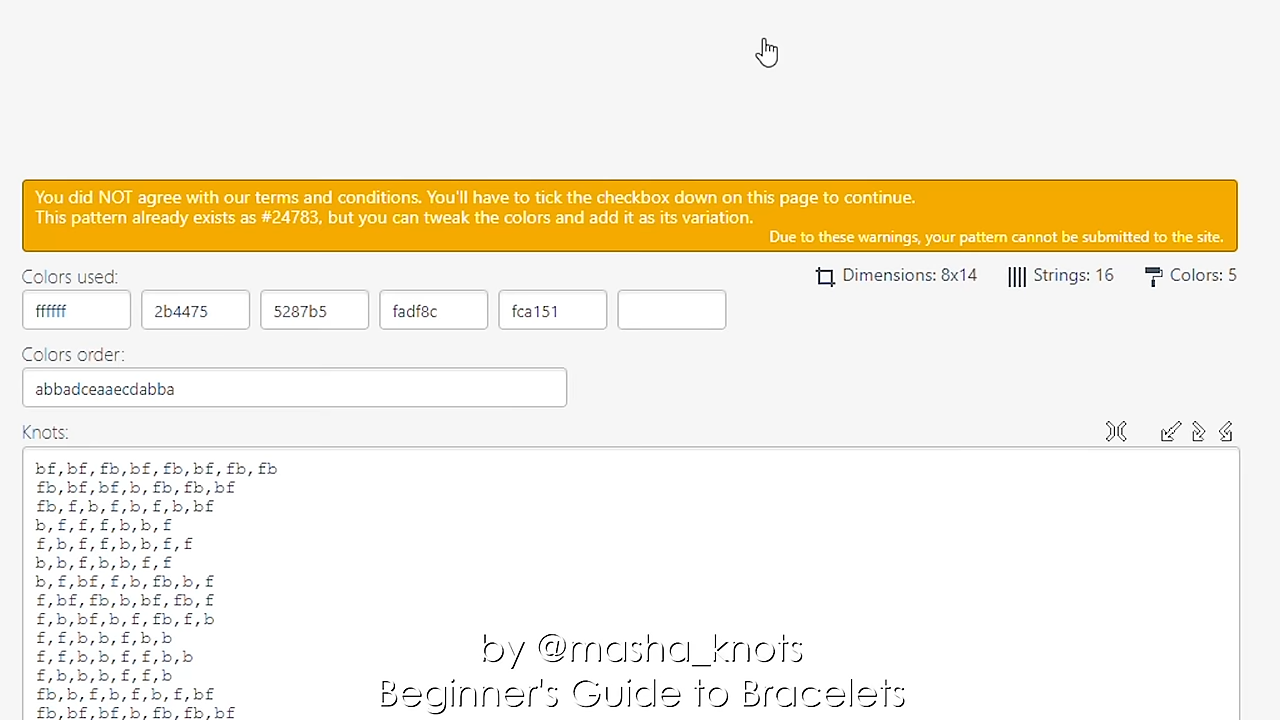 You did NOT agree with our terms and conditions. You'll have to tick the checkbox down on this page to continue.
This pattern already exists as #24783, but you can tweak the colors and add it as its variation.
Due to these warnings, your pattern cannot be submitted to the site.
Colors used:
Dimensions: 8x14 Strings: 16 Colors: 5
ffffff 2b4475 5287b5 fadf8c fca151
Colors order:
abbadceaaecdabba
Knots:
bf,bf,fb,bf,fb,bf,fb,fb
fb,bf,bf,b,fb,fb,bf
fb,f,b,f,b,f,b,bf
b,f,f,f,b,b,f
f,b,f,f,b,b,f,f
b,b,f,b,b,f,f
b,f,bf,f,b,fb,b,f
f,bf,fb,b,bf,fb,f
f,b,bf,b,f,fb,f,b
f,f,b,b,f,b,b
f,f,b,b,f,f,b,b
f,b,b,b,f,f,b
fb,b,f,b,f,b,f,bf
fb,bf,bf,b,fb,fb,bf
by @masha_knots
Beginner's Guide to Bracelets